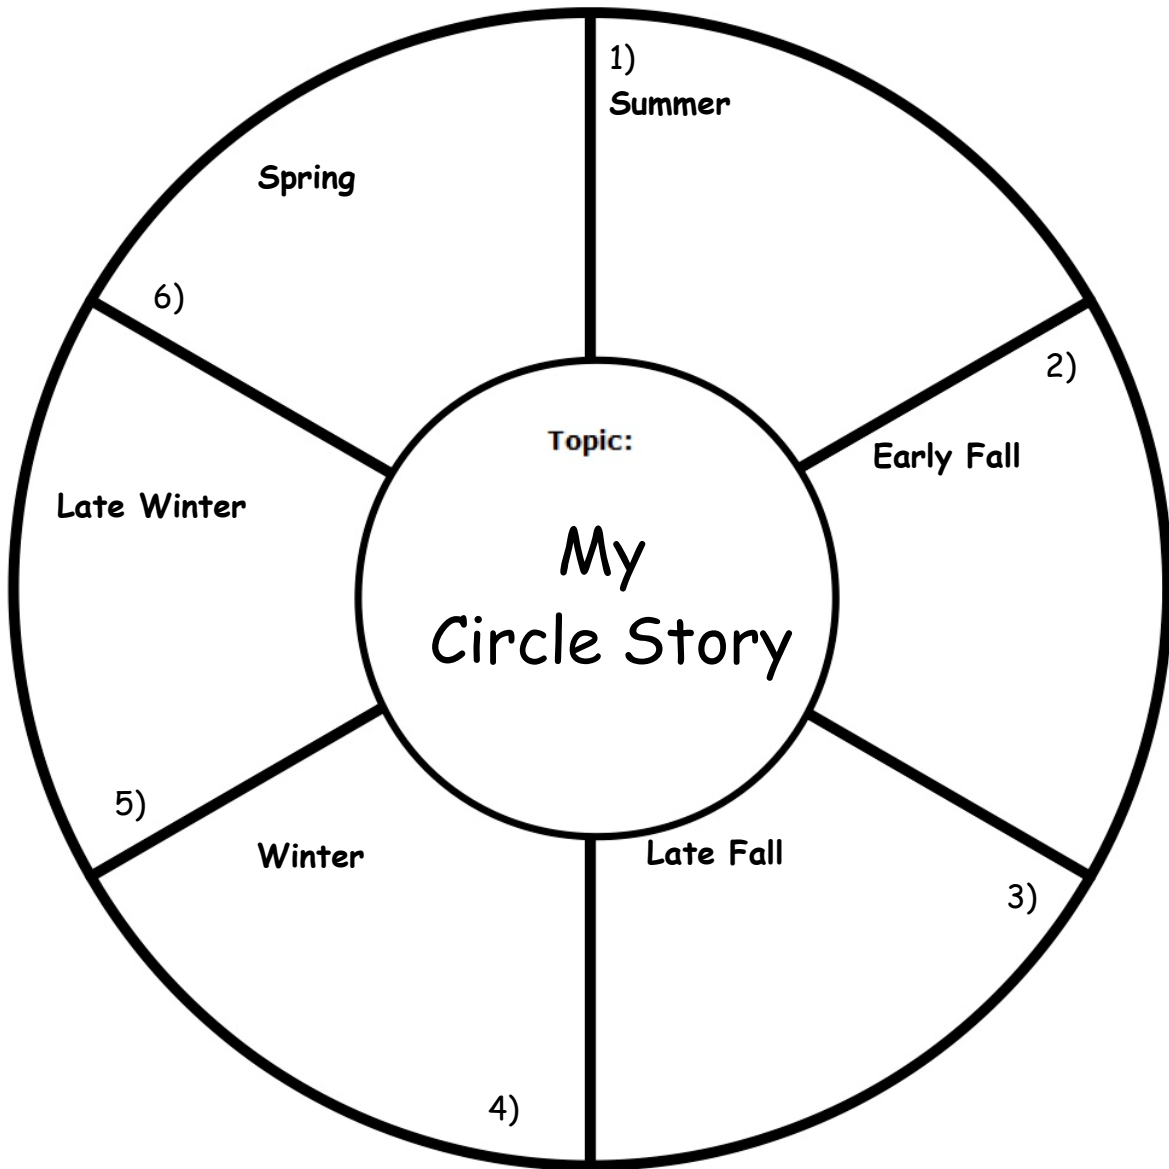 1)
Summer
2)
Early Fall
3)
Late Fall
4)
Winter
5)
Late Winter
6)
Spring
Topic:
My
Circle Story